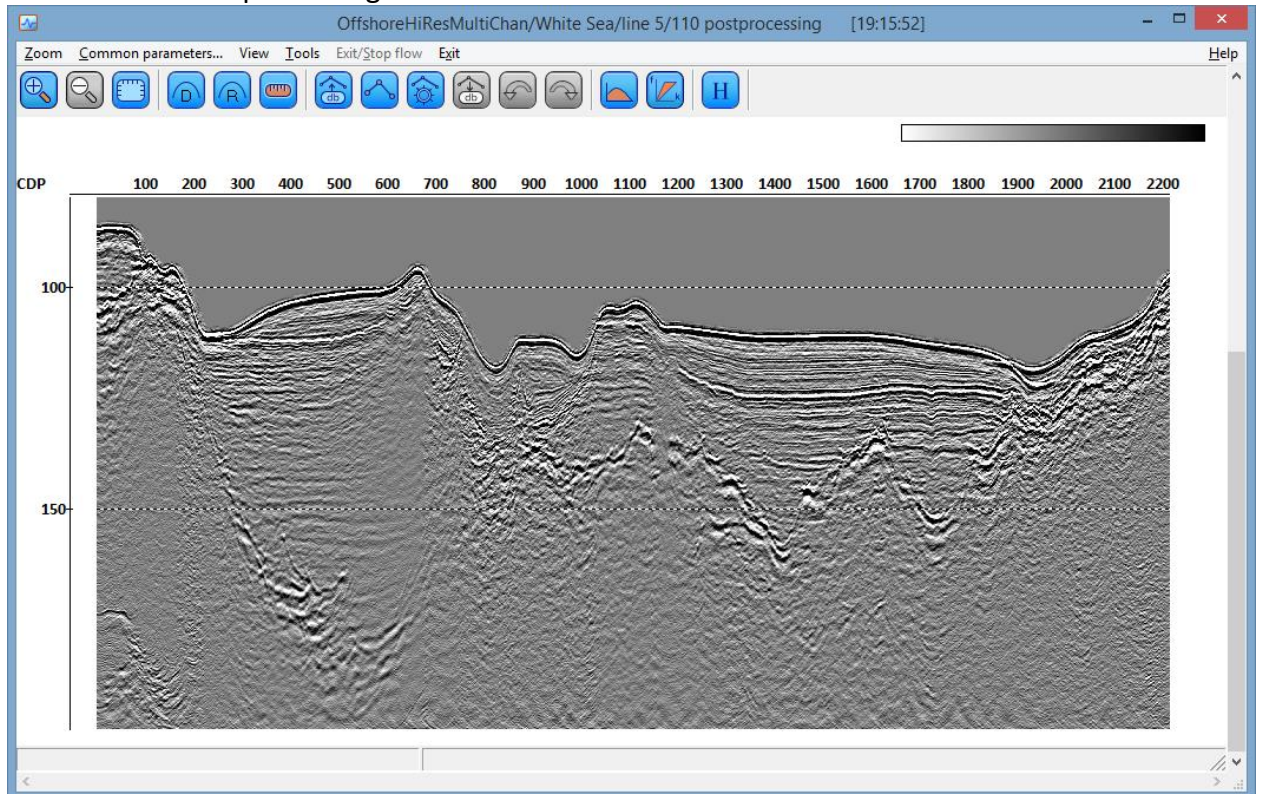 OffshoreHiResMultiChan/White Sea/line 5/110 postprocessing [19:15:52]
Zoom Common parameters... View Tools Exit/Stop flow Exit Help
D R db db f k H
CDP 100 200 300 400 500 600 700 800 900 1000 1100 1200 1300 1400 1500 1600 1700 1800 1900 2000 2100 2200
100
150